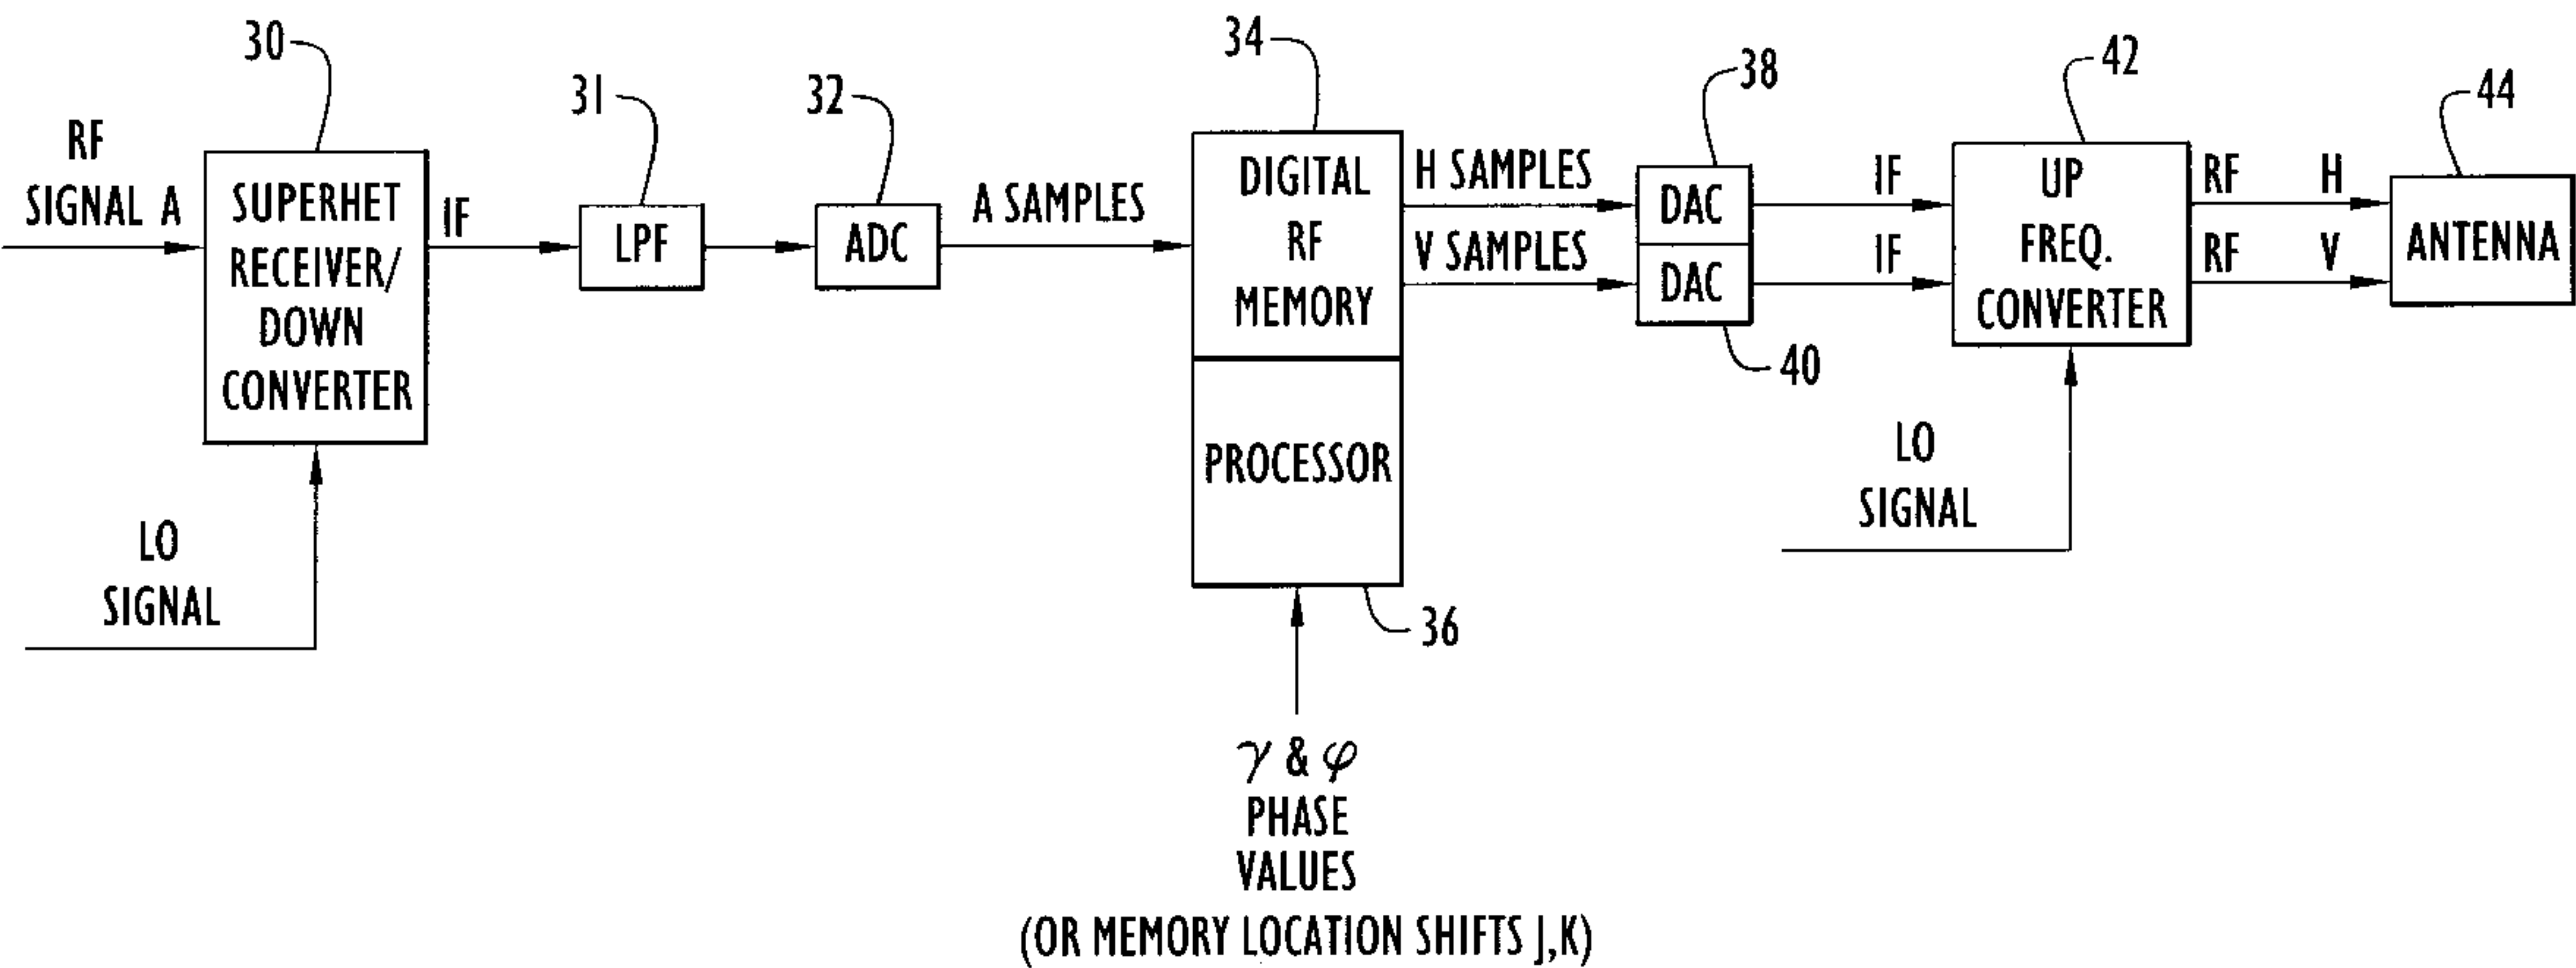 30
RF
SIGNAL A
SUPERHET
RECEIVER/
DOWN
CONVERTER
LO
SIGNAL
IF
31
LPF
32
ADC
A SAMPLES
34
DIGITAL
RF
MEMORY
PROCESSOR
36
γ & φ
PHASE
VALUES
(OR MEMORY LOCATION SHIFTS J,K)
H SAMPLES
V SAMPLES
38
DAC
DAC
40
IF
IF
42
UP
FREQ.
CONVERTER
LO
SIGNAL
RF H
RF V
44
ANTENNA